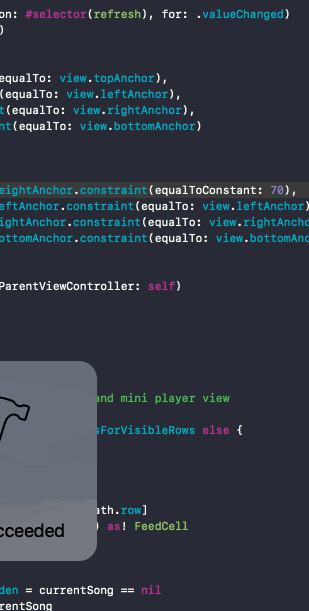 on: #selector(refresh), for: .valueChanged)
)
equalTo: view.topAnchor),
(equalTo: view.leftAnchor),
t(equalTo: view.rightAnchor),
nt(equalTo: view.bottomAnchor)
eightAnchor.constraint(equalToConstant: 70),
eftAnchor.constraint(equalTo: view.leftAnchor)
ightAnchor.constraint(equalTo: view.rightAncho
ottomAnchor.constraint(equalTo: view.bottomAnc
ParentViewController: self)
and mini player view
sForVisibleRows else {
ath.row]
) as! FeedCell
cceeded
den = currentSong == nil
rentSong